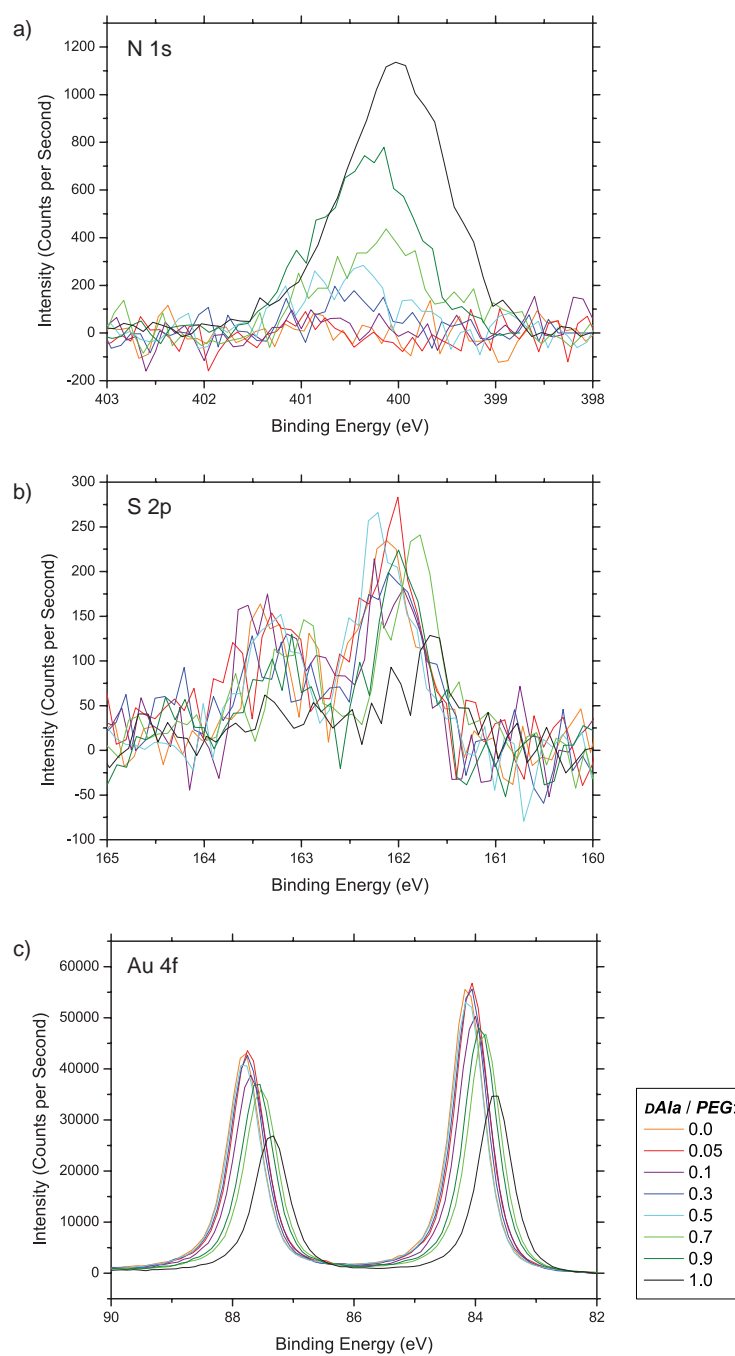 a)
N 1s
1200
1000
800
600
400
200
0
-200
403 402 401 400 399 398
Intensity (Counts per Second)
Binding Energy (eV)
b)
S 2p
300
250
200
150
100
50
0
-50
-100
165 164 163 162 161 160
Intensity (Counts per Second)
Binding Energy (eV)
c)
Au 4f
60000
50000
40000
30000
20000
10000
0
90 88 86 84 82
Intensity (Counts per Second)
Binding Energy (eV)
DAla / PEG
0.0
0.05
0.1
0.3
0.5
0.7
0.9
1.0